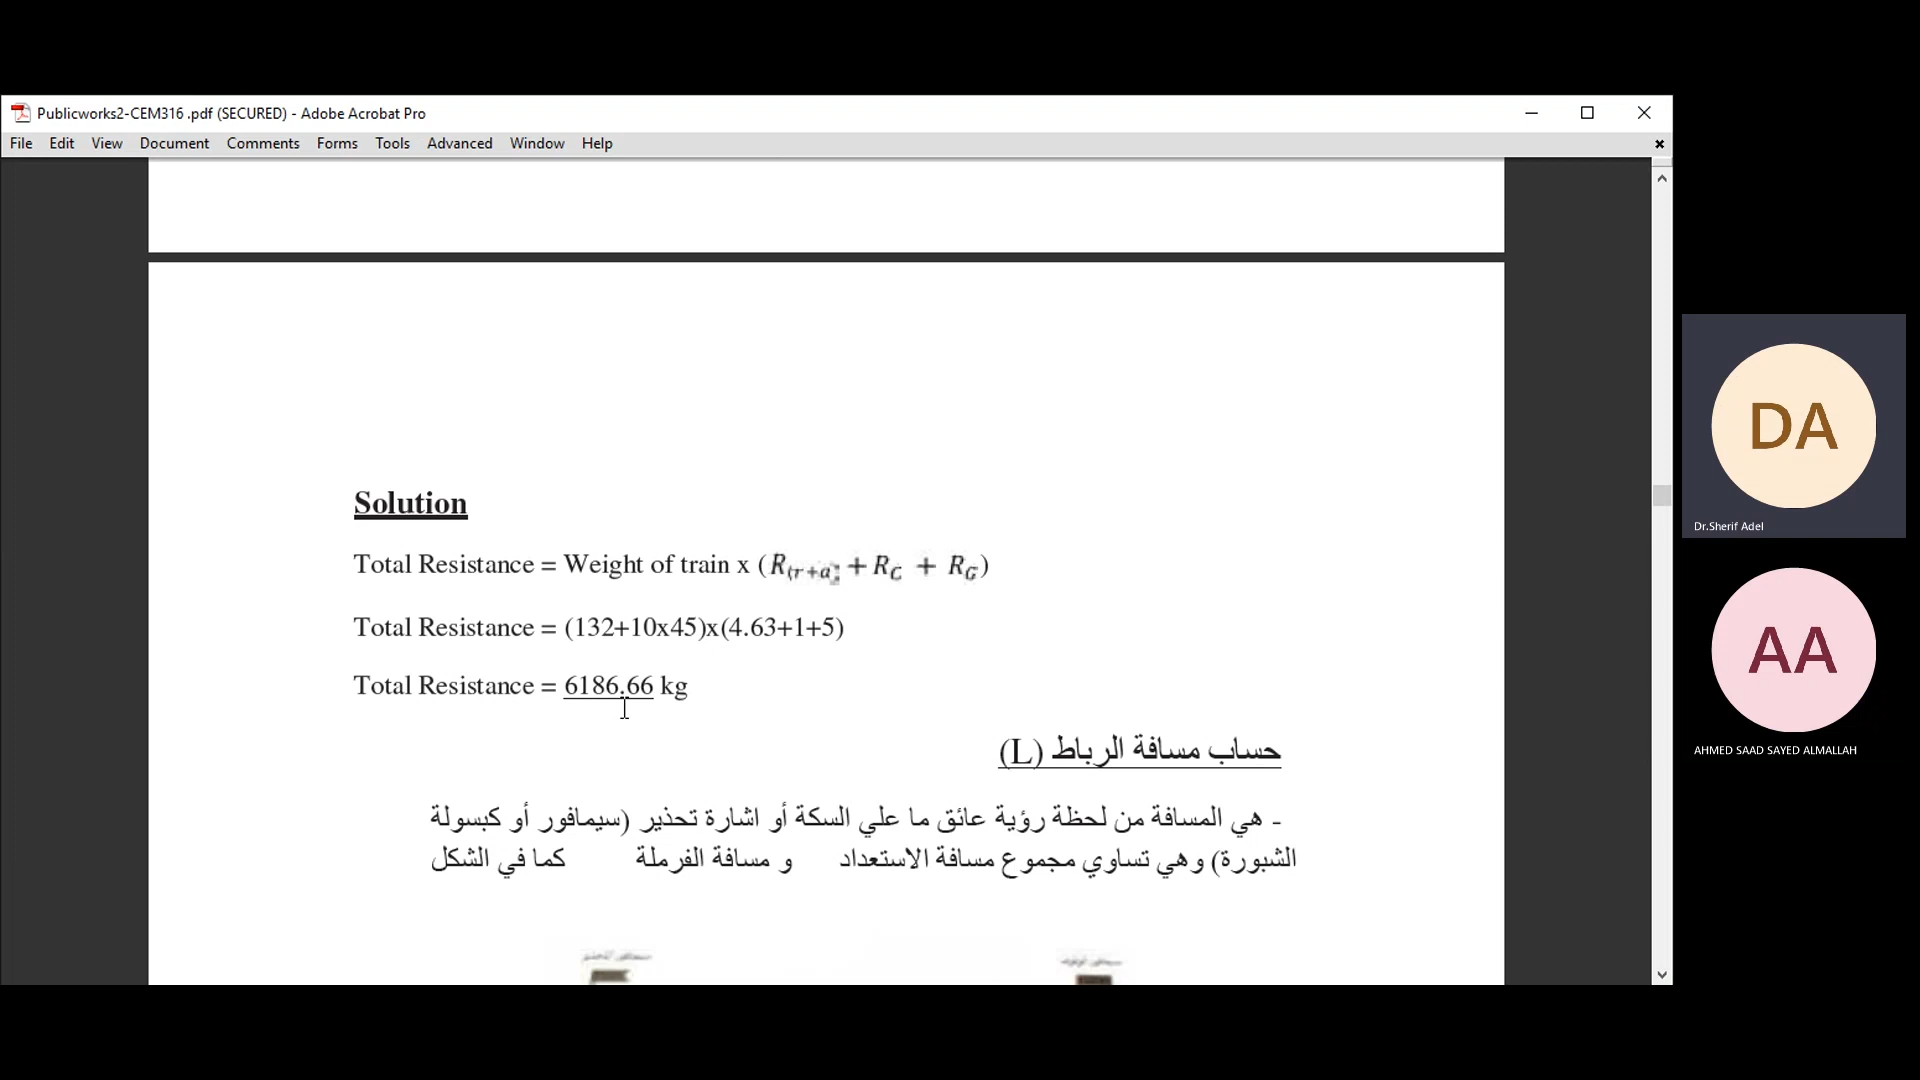 Publicworks2-CEM316 .pdf (SECURED) - Adobe Acrobat Pro
File Edit View Document Comments Forms Tools Advanced Window Help
Solution
Total Resistance = Weight of train x (R(r+a) + RC + RG)
Total Resistance = (132+10x45)x(4.63+1+5)
Total Resistance = 6186.66 kg
حساب مسافة الرباط (L)
- هي المسافة من لحظة رؤية عائق ما علي السكة أو اشارة تحذير (سيمافور أو كبسولة
الشبورة) وهي تساوي مجموع مسافة الاستعداد و مسافة الفرملة كما في الشكل
DA
Dr.Sherif Adel
AA
AHMED SAAD SAYED ALMALLAH